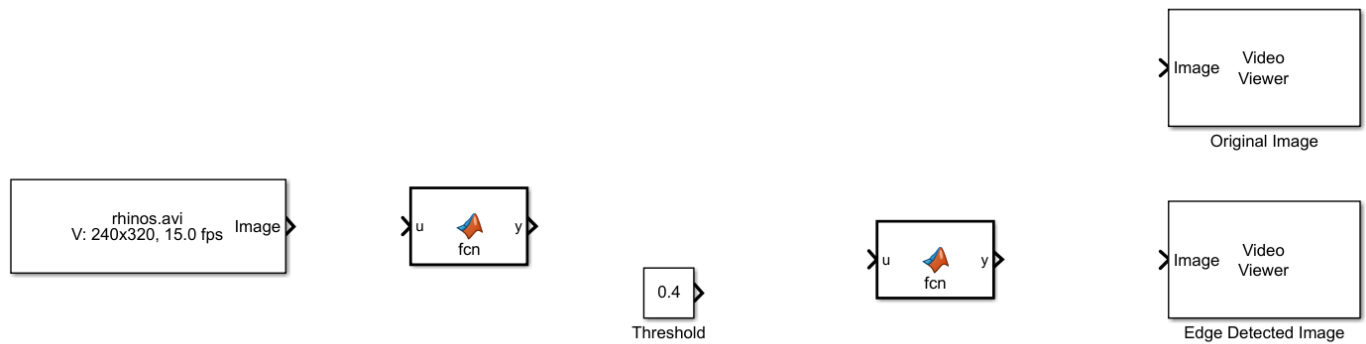 Video
Image
Viewer
Original Image
rhinos.avi
V: 240x320, 15.0 fps
Image
u
y
fcn
0.4
Threshold
u
y
fcn
Video
Image
Viewer
Edge Detected Image